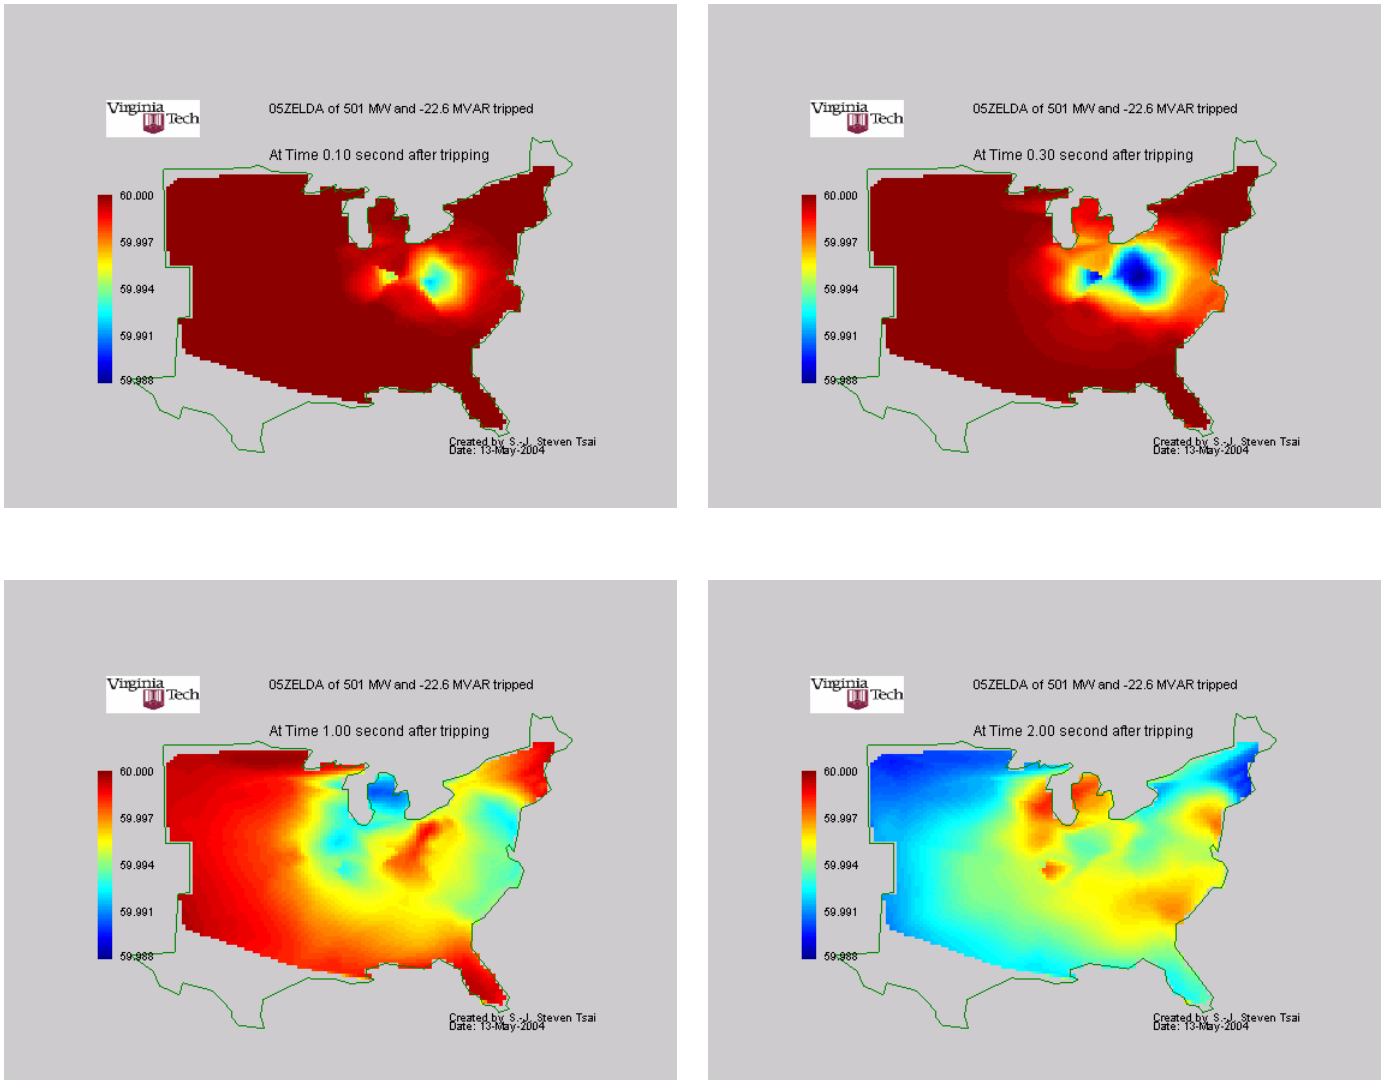 Virginia Tech
05ZELDA of 501 MW and -22.6 MVAR tripped
At Time 0.10 second after tripping
60.000
59.997
59.994
59.991
59.988
Created by S.-J. Steven Tsai
Date: 13-May-2004
Virginia Tech
05ZELDA of 501 MW and -22.6 MVAR tripped
At Time 0.30 second after tripping
60.000
59.997
59.994
59.991
59.988
Created by S.-J. Steven Tsai
Date: 13-May-2004
Virginia Tech
05ZELDA of 501 MW and -22.6 MVAR tripped
At Time 1.00 second after tripping
60.000
59.997
59.994
59.991
59.988
Created by S.-J. Steven Tsai
Date: 13-May-2004
Virginia Tech
05ZELDA of 501 MW and -22.6 MVAR tripped
At Time 2.00 second after tripping
60.000
59.997
59.994
59.991
59.988
Created by S.-J. Steven Tsai
Date: 13-May-2004